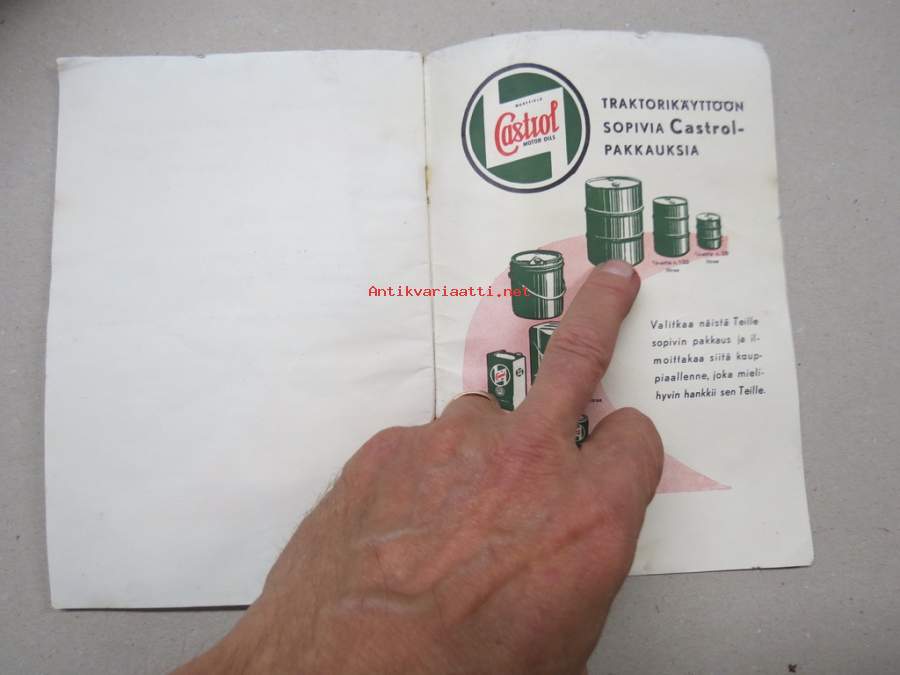 WAKEFIELD
Castrol
MOTOR OILS
TRAKTORIKÄYTTÖÖN
SOPIVIA Castrol-
PAKKAUKSIA
Antikvariaatti.net
Valitkaa näistä Teille
sopivin pakkaus ja il-
moittakaa siitä kaup-
piaallenne, joka mieli-
hyvin hankkii sen Teille.